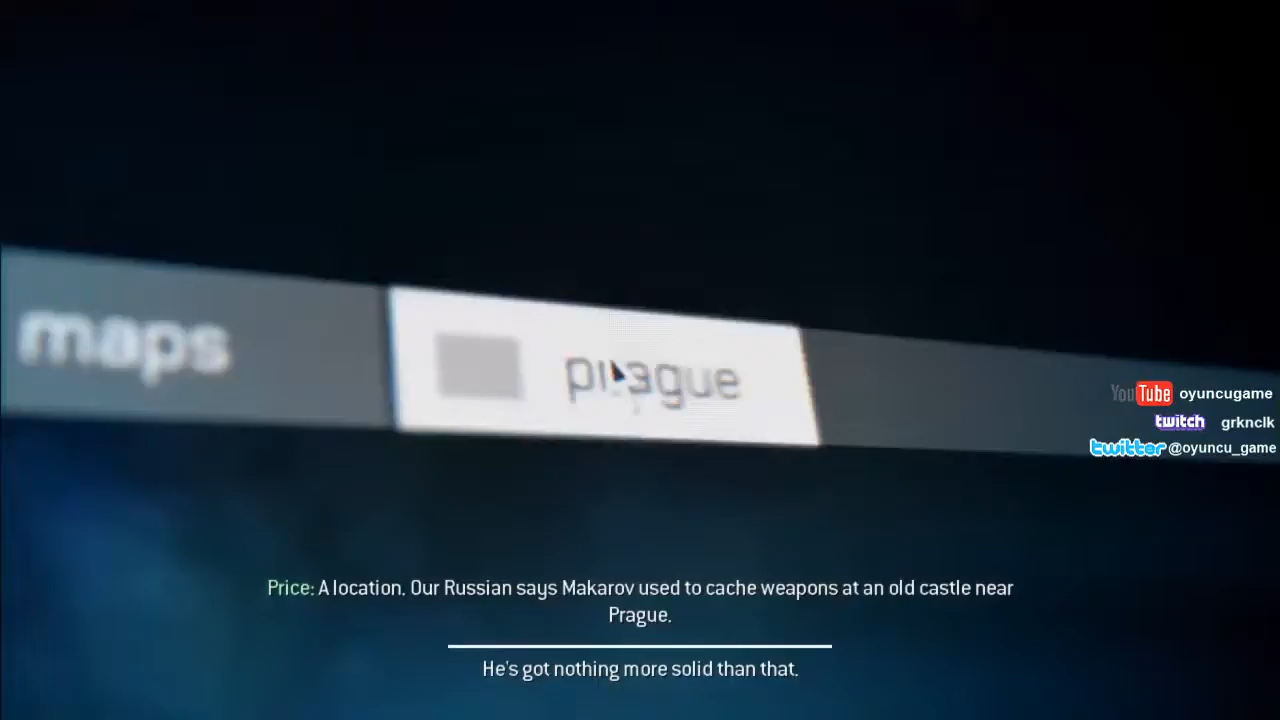 maps
prague
YouTube oyuncugame
twitch grknclk
twitter @oyuncu_game
Price: A location. Our Russian says Makarov used to cache weapons at an old castle near
Prague.
He's got nothing more solid than that.